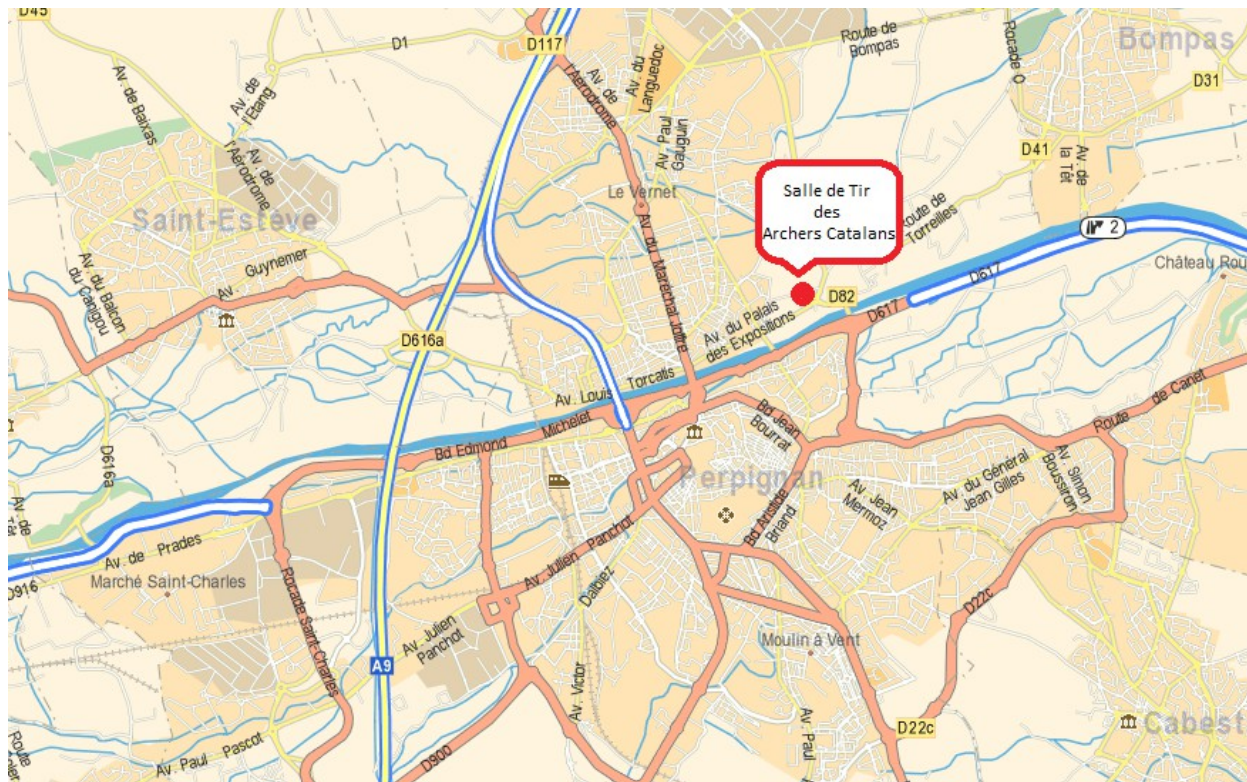 D45
D1
D117
Route de
Bompas
Bompas
Rocade O
D31
Av. de Baixas
Av. de
l'Etang
Av. de
l'Aérodrome
Av. de
l'Aérodrome
Av. du
Languedoc
Av. Paul
Gauguin
D41
Av. de
la Têt
Le Vernet
Salle de Tir
des
Archers Catalans
Route de
Torreilles
2
Saint-Estève
Av. Guynemer
Av. du Balcon
du Canigou
Av. du Maréchal Joffre
Château Rou
D617
D82
D617
Av. du Palais
des Expositions
D616a
Av. Louis Torcatis
Bd Edmond Michelet
Bd Jean
Bourrat
Route de Canet
D616a
Perpignan
Av. Jean
Mermoz
Av. du Général
Jean Gilles
Av. Simon
Boussiron
Bd Aristide
Briand
Av. de
Av. de Prades
D916
Marché Saint-Charles
Rocade Saint-Charles
Av. Julien Panchot
Dalbiez
Av. Julien
Panchot
Av. Victor
Moulin à Vent
D22c
A9
D22c
Cabest
Av. Paul Pascot
D900
Av. Paul
Route